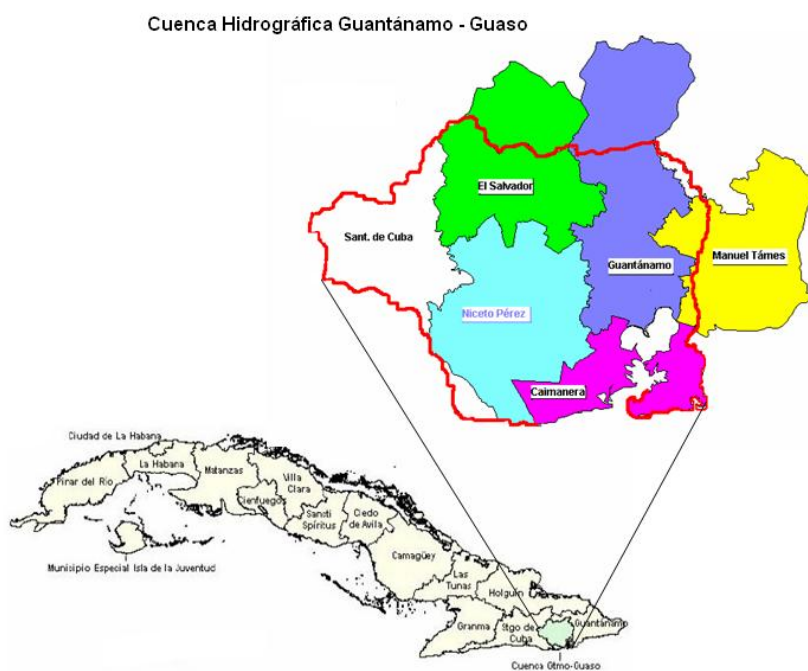 Cuenca Hidrográfica Guantánamo - Guaso
El Salvador
Sant. de Cuba
Guantánamo
Manuel Támes
Niceto Pérez
Caimanera
Ciudad de La Habana
La Habana
Pinar del Río
Matanzas
Villa
Clara
Cienfuegos
Sancti
Spíritus
Ciedo
de Avila
Municipio Especial Isla de la Juventud
Camagüey
Las
Tunas
Holguín
Granma
Stgo de
Cuba
Guantánamo
Cuenca Gtmo-Guaso